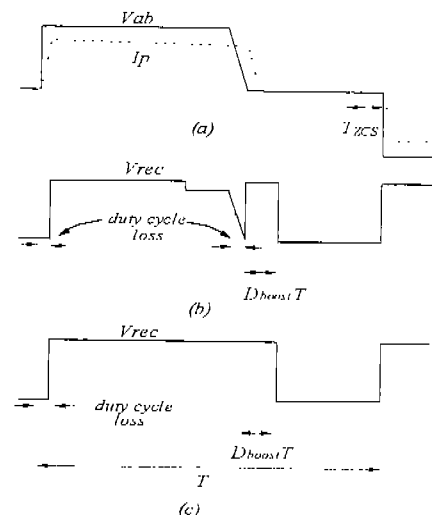 Vab
Ip
TZCS
(a)
Vrec
duty cycle
loss
DboostT
(b)
Vrec
duty cycle
loss
DboostT
T
(c)